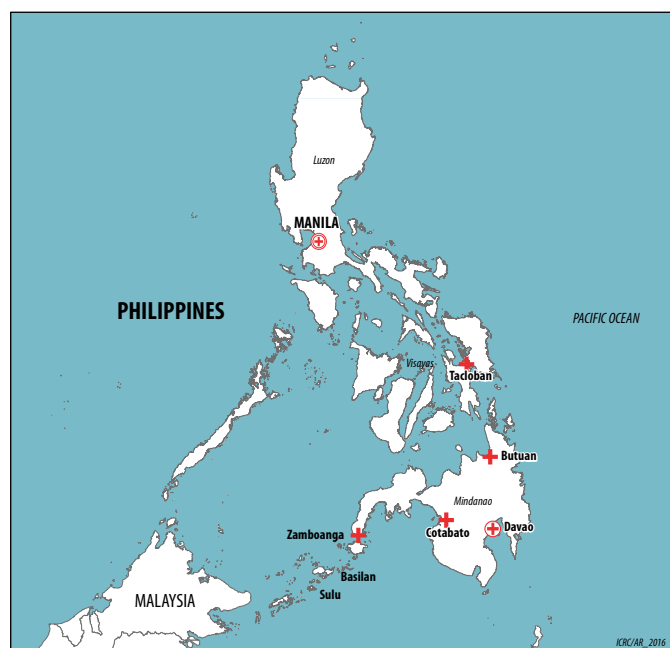 Luzon
MANILA
PHILIPPINES
PACIFIC OCEAN
Visayas
Tacloban
Butuan
Mindanao
Zamboanga
Cotabato
Davao
Basilan
Sulu
MALAYSIA
ICRC/AR_2016